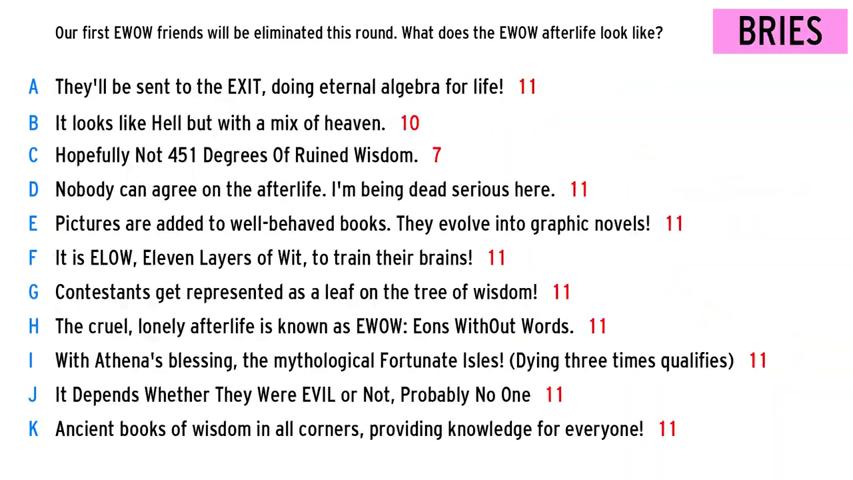 Our first EWOW friends will be eliminated this round. What does the EWOW afterlife look like?
BRIES
A They'll be sent to the EXIT, doing eternal algebra for life! 11
B It looks like Hell but with a mix of heaven. 10
C Hopefully Not 451 Degrees Of Ruined Wisdom. 7
D Nobody can agree on the afterlife. I'm being dead serious here. 11
E Pictures are added to well-behaved books. They evolve into graphic novels! 11
F It is ELOW, Eleven Layers of Wit, to train their brains! 11
G Contestants get represented as a leaf on the tree of wisdom! 11
H The cruel, lonely afterlife is known as EWOW: Eons WithOut Words. 11
I With Athena's blessing, the mythological Fortunate Isles! (Dying three times qualifies) 11
J It Depends Whether They Were EVIL or Not, Probably No One 11
K Ancient books of wisdom in all corners, providing knowledge for everyone! 11